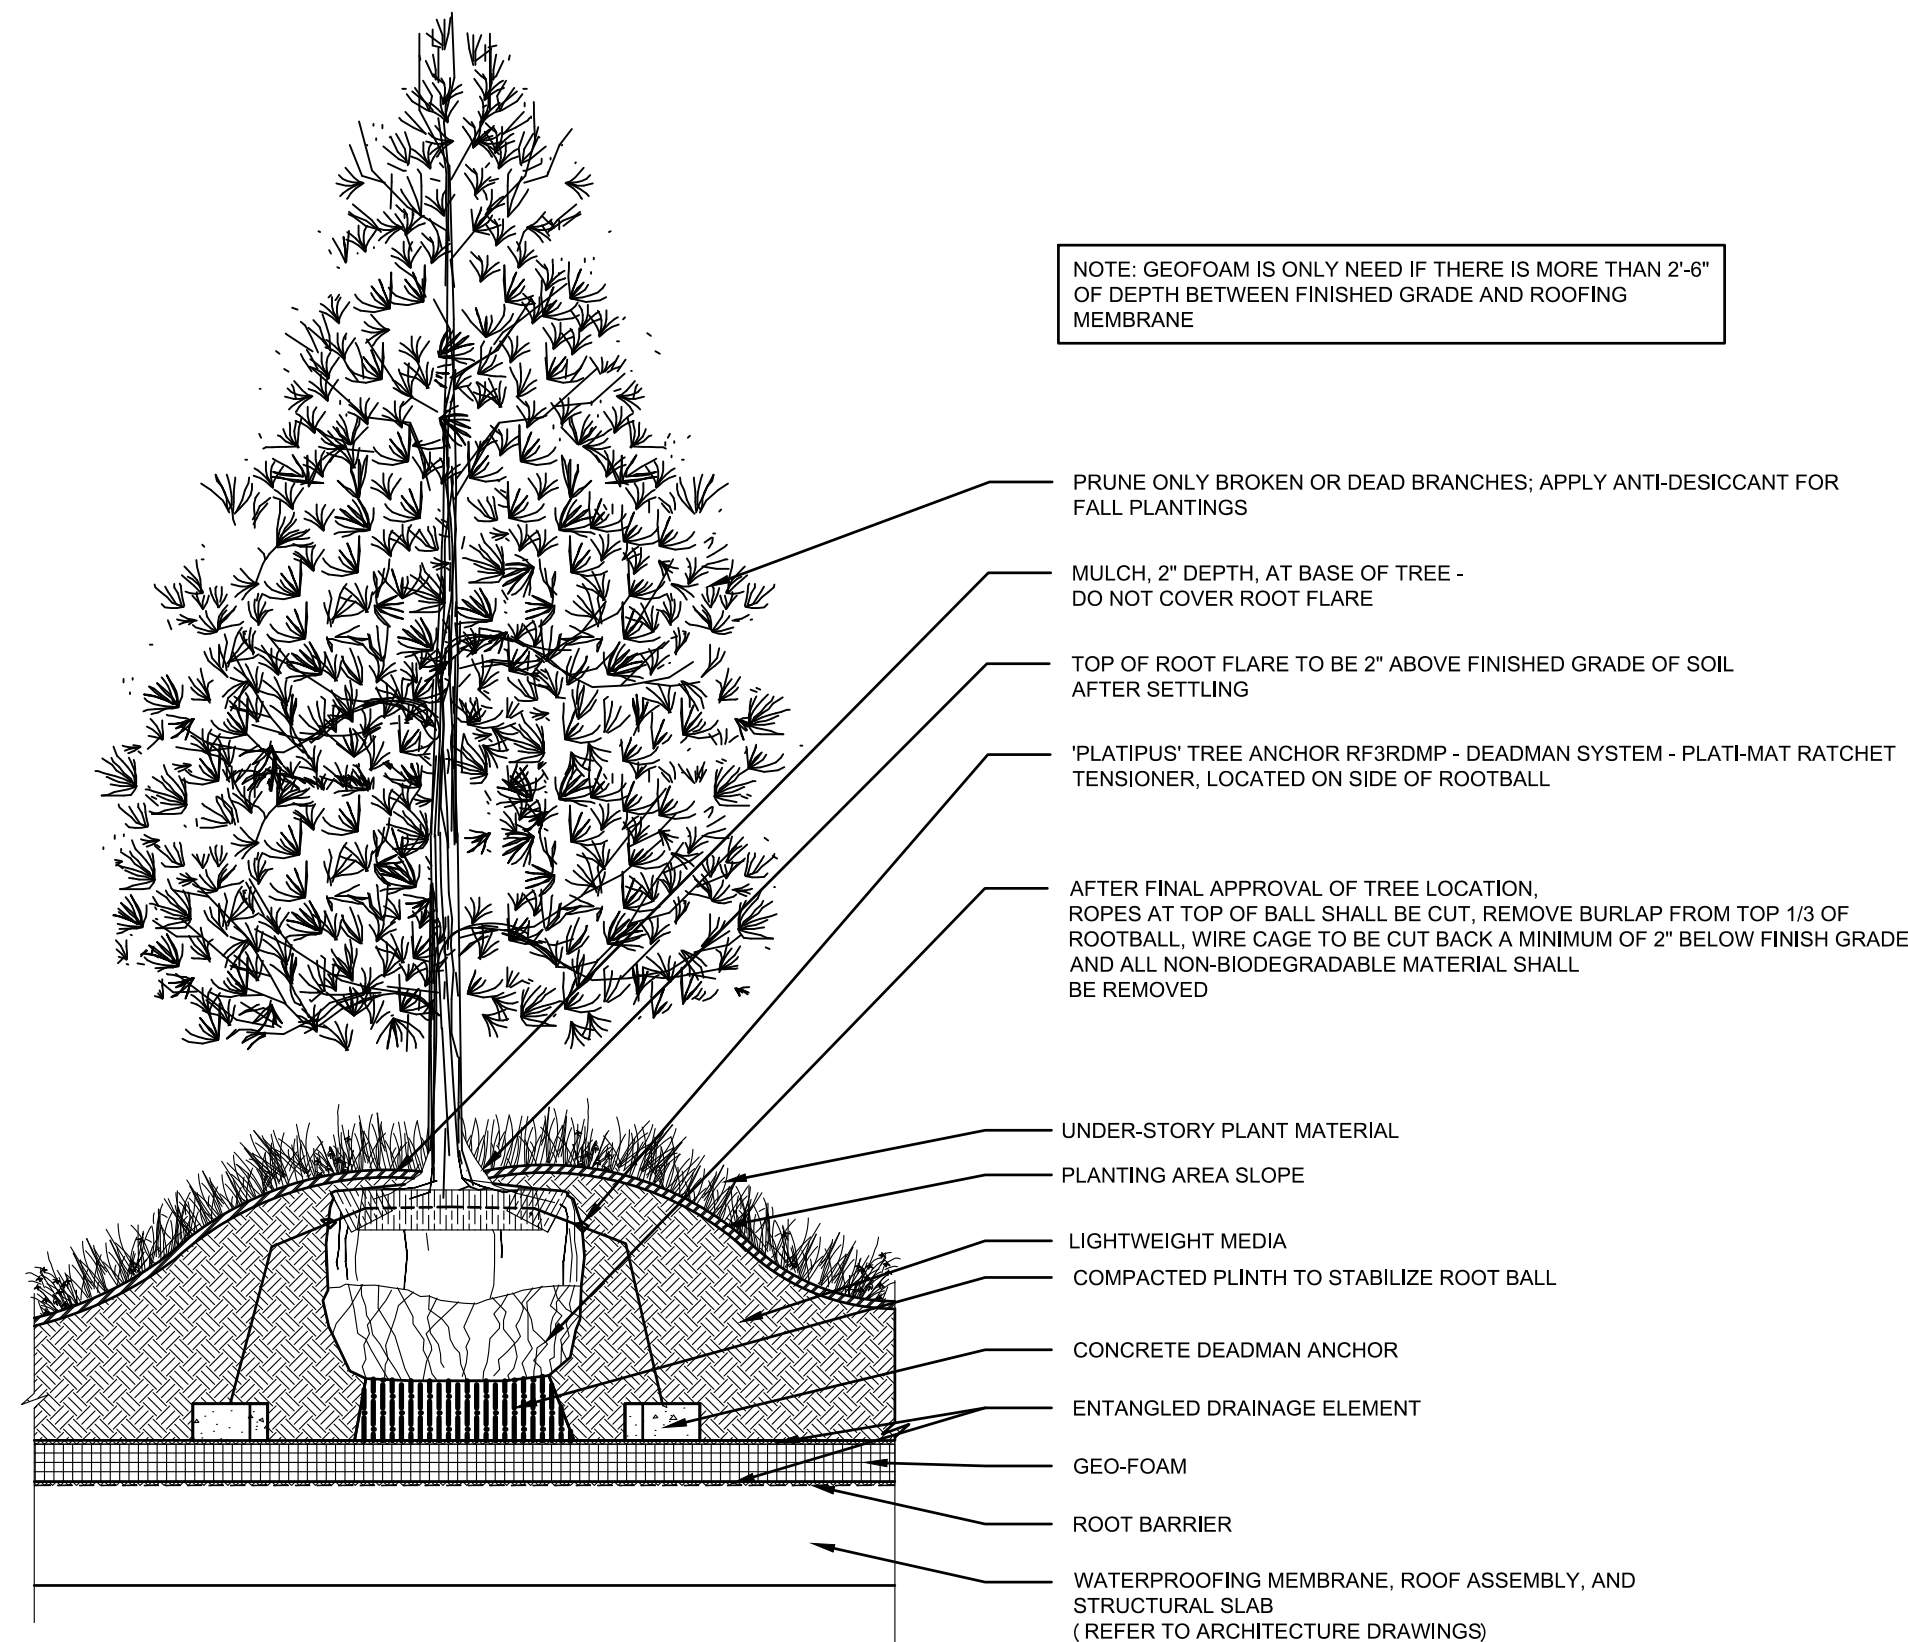 NOTE: GEOFOAM IS ONLY NEED IF THERE IS MORE THAN 2'-6"
OF DEPTH BETWEEN FINISHED GRADE AND ROOFING
MEMBRANE
PRUNE ONLY BROKEN OR DEAD BRANCHES; APPLY ANTI-DESICCANT FOR
FALL PLANTINGS
MULCH, 2" DEPTH, AT BASE OF TREE -
DO NOT COVER ROOT FLARE
TOP OF ROOT FLARE TO BE 2" ABOVE FINISHED GRADE OF SOIL
AFTER SETTLING
'PLATIPUS' TREE ANCHOR RF3RDMP - DEADMAN SYSTEM - PLATI-MAT RATCHET
TENSIONER, LOCATED ON SIDE OF ROOTBALL
AFTER FINAL APPROVAL OF TREE LOCATION,
ROPES AT TOP OF BALL SHALL BE CUT, REMOVE BURLAP FROM TOP 1/3 OF
ROOTBALL, WIRE CAGE TO BE CUT BACK A MINIMUM OF 2" BELOW FINISH GRADE
AND ALL NON-BIODEGRADABLE MATERIAL SHALL
BE REMOVED
UNDER-STORY PLANT MATERIAL
PLANTING AREA SLOPE
LIGHTWEIGHT MEDIA
COMPACTED PLINTH TO STABILIZE ROOT BALL
CONCRETE DEADMAN ANCHOR
ENTANGLED DRAINAGE ELEMENT
GEO-FOAM
ROOT BARRIER
WATERPROOFING MEMBRANE, ROOF ASSEMBLY, AND
STRUCTURAL SLAB
( REFER TO ARCHITECTURE DRAWINGS)